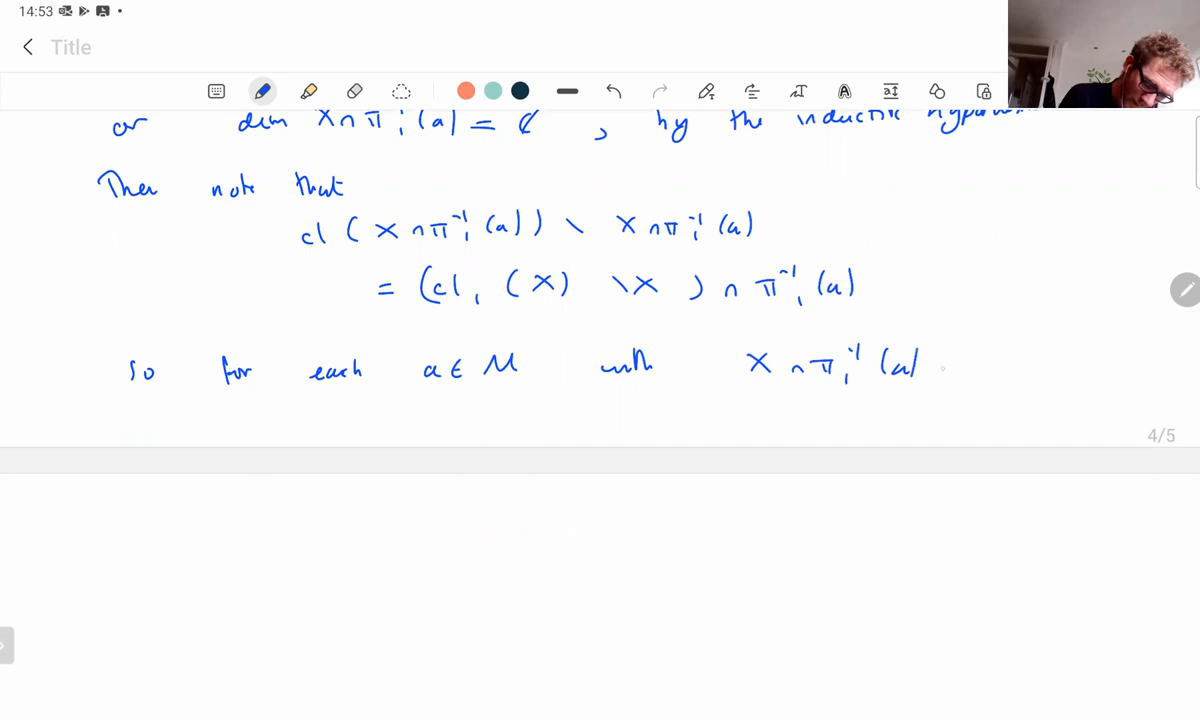 14:53
Title
or dim X ∩ π₁⁻¹(a) = , by the inductive
Then note that
cl ( X ∩ π₁⁻¹ (a) ) \ X ∩ π₁⁻¹ (a)
= ( cl₁ ( X ) \ X ) ∩ π₁⁻¹ (a)
so for each a ∈ M with X ∩ π₁⁻¹ (a)
4/5